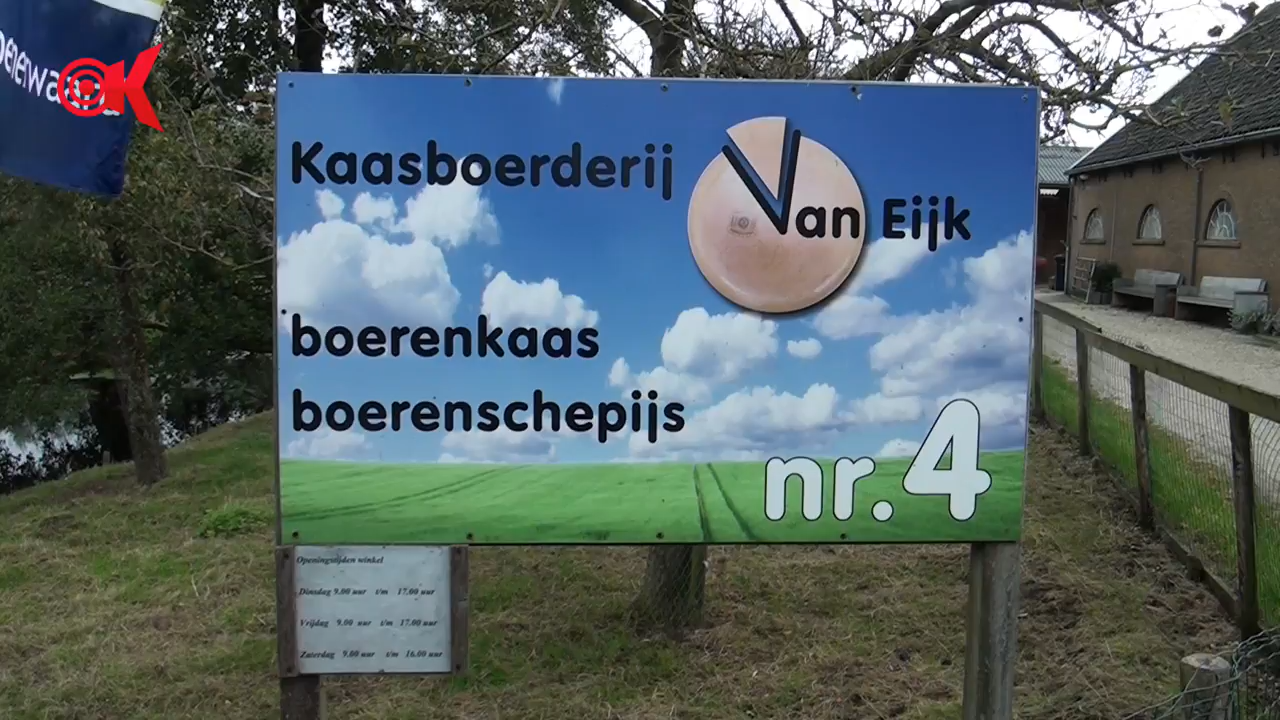 Kaasboerderij Van Eijk
boerenkaas
boerenschepijs
nr. 4
Openingstijden winkel
Dinsdag 9.00 uur t/m 17.00 uur
Vrijdag 9.00 uur t/m 17.00 uur
Zaterdag 9.00 uur t/m 16.00 uur